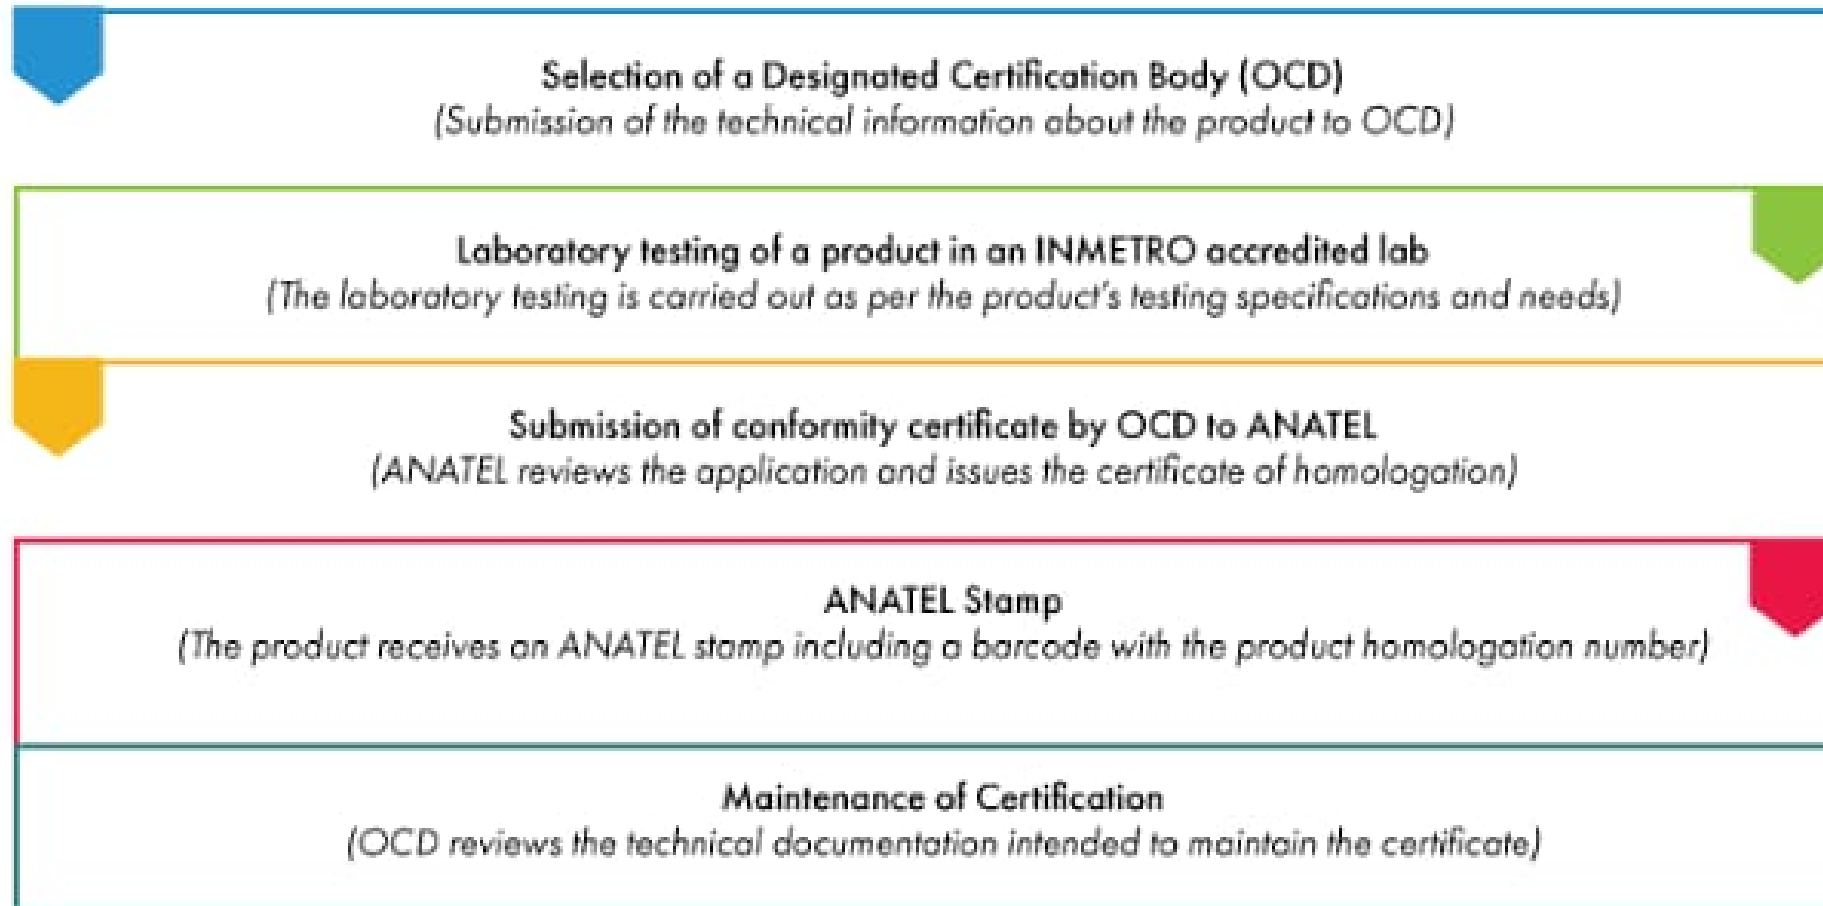 Selection of a Designated Certification Body (OCD)
(Submission of the technical information about the product to OCD)
Laboratory testing of a product in an INMETRO accredited lab
(The laboratory testing is carried out as per the product's testing specifications and needs)
Submission of conformity certificate by OCD to ANATEL
(ANATEL reviews the application and issues the certificate of homologation)
ANATEL Stamp
(The product receives an ANATEL stamp including a barcode with the product homologation number)
Maintenance of Certification
(OCD reviews the technical documentation intended to maintain the certificate)